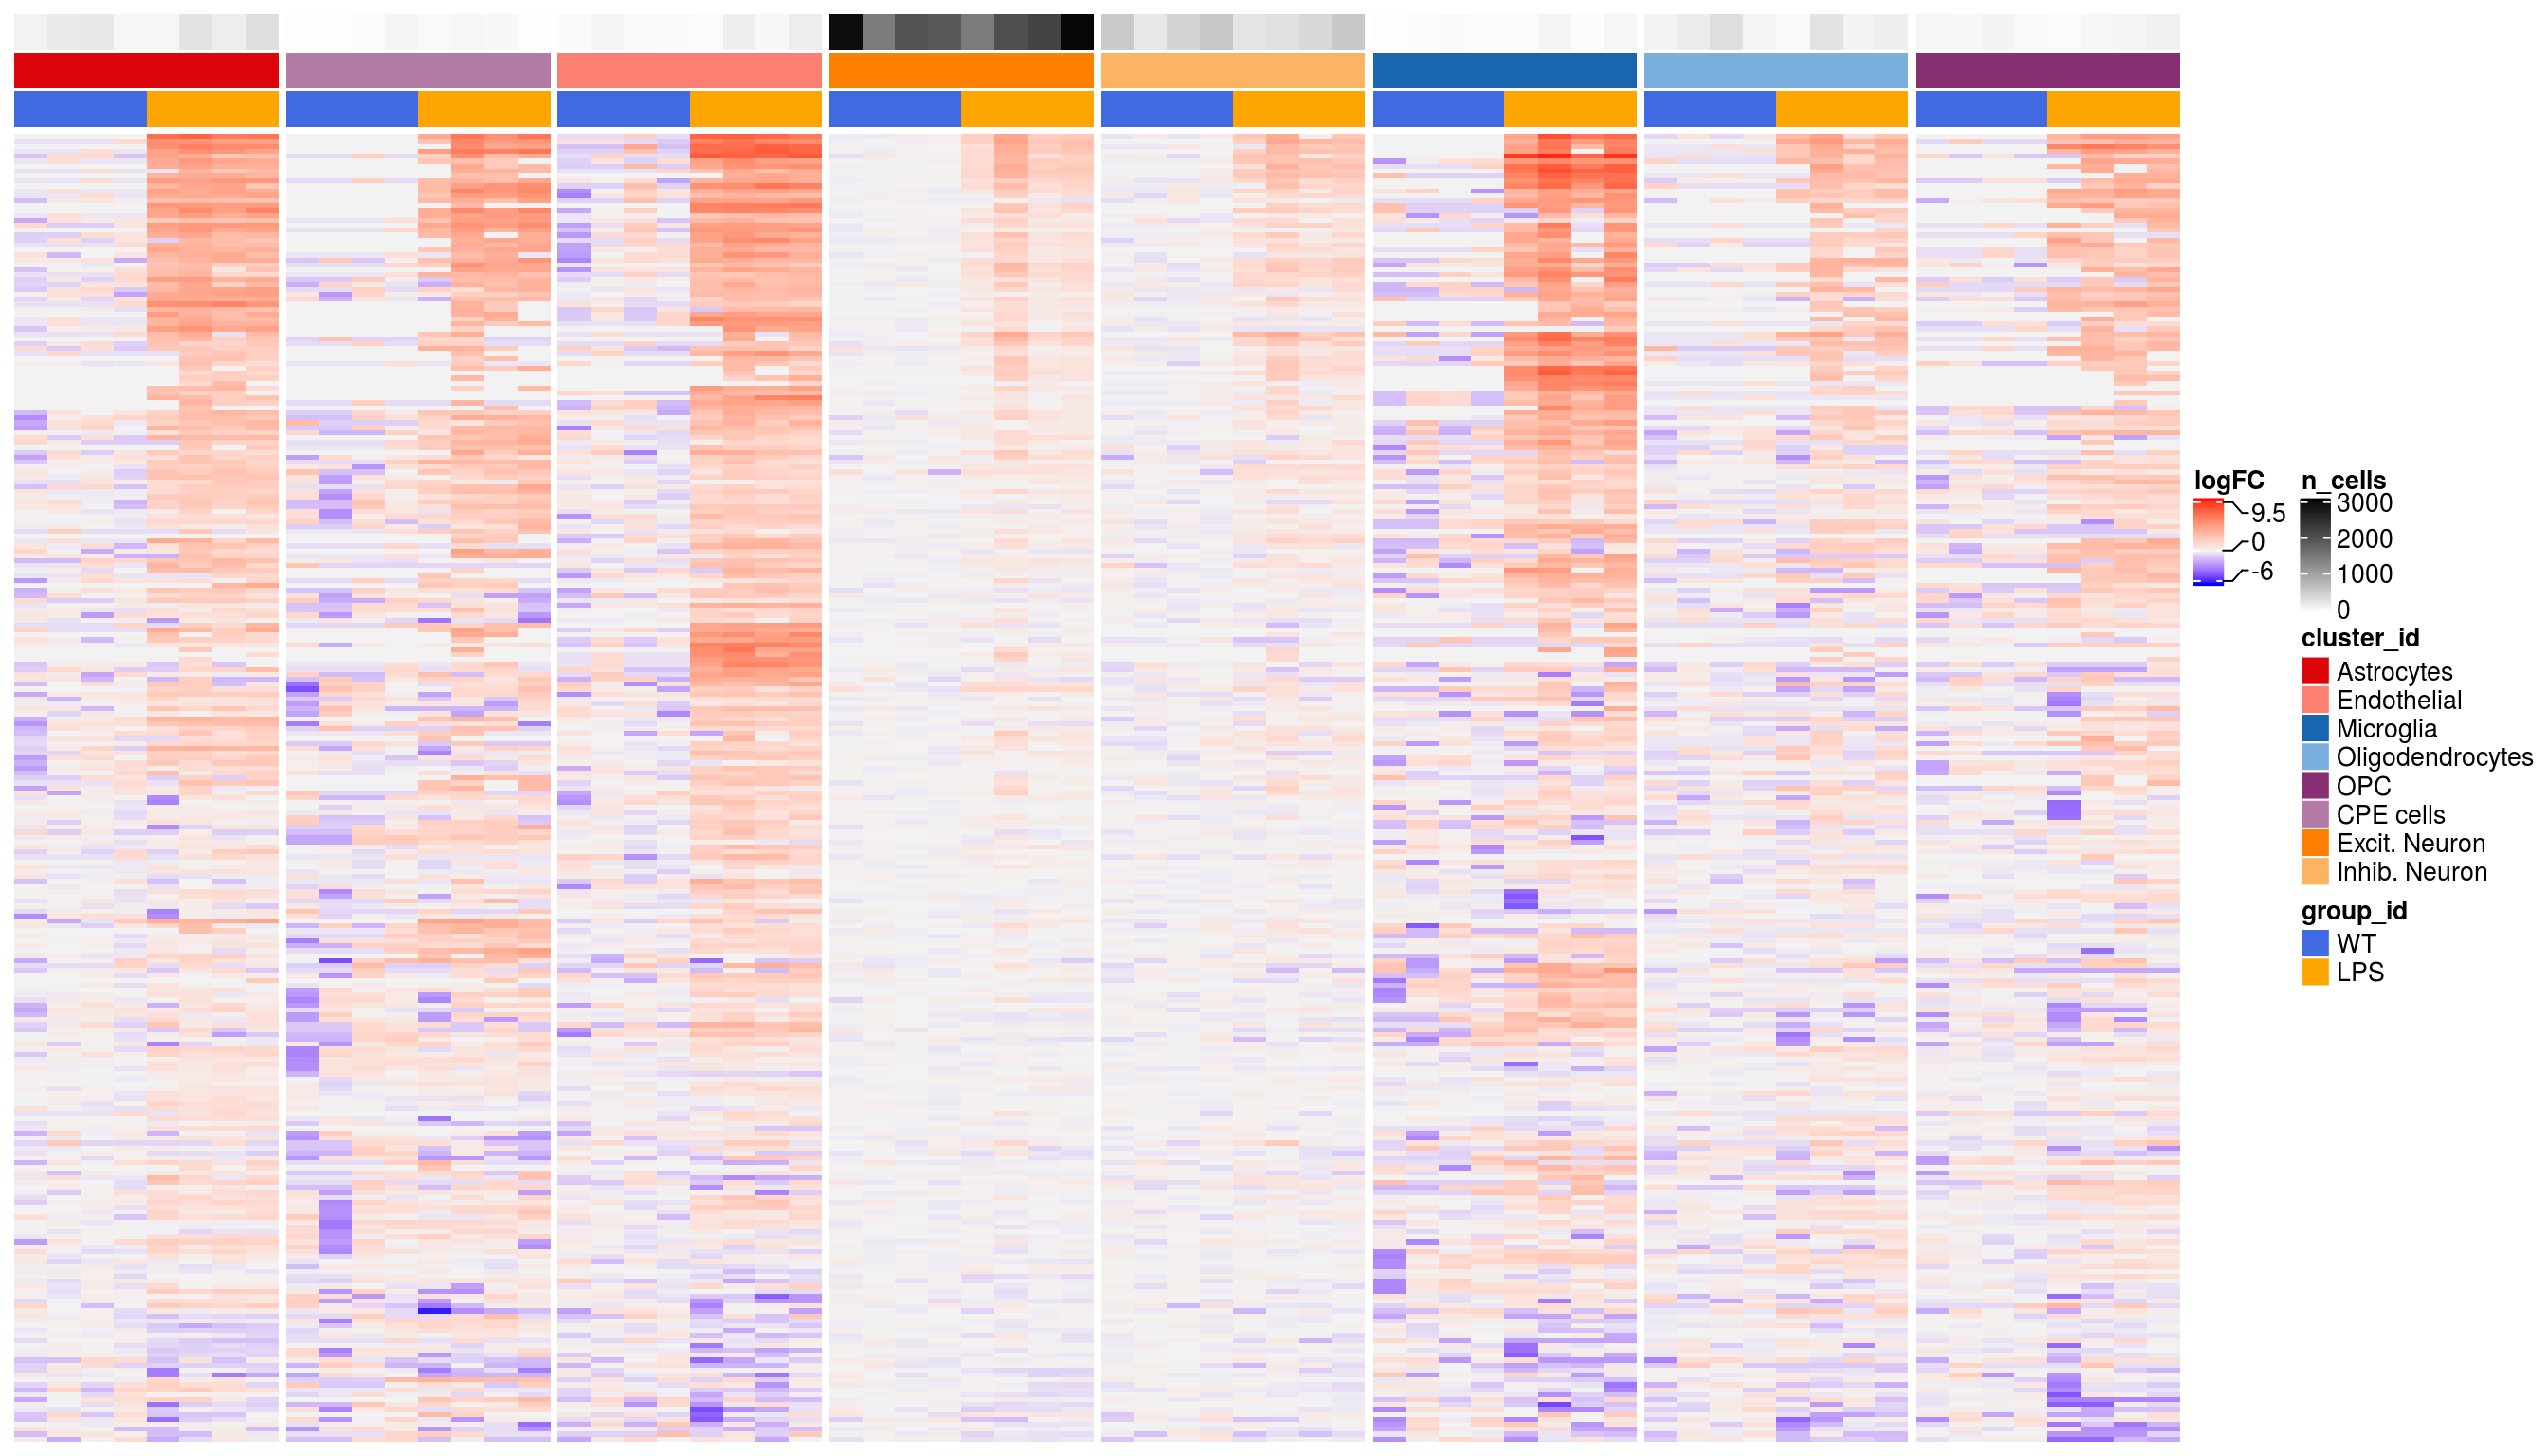 logFC
9.5
0
-6
n_cells
3000
2000
1000
0
cluster_id
Astrocytes
Endothelial
Microglia
Oligodendrocytes
OPC
CPE cells
Excit. Neuron
Inhib. Neuron
group_id
WT
LPS